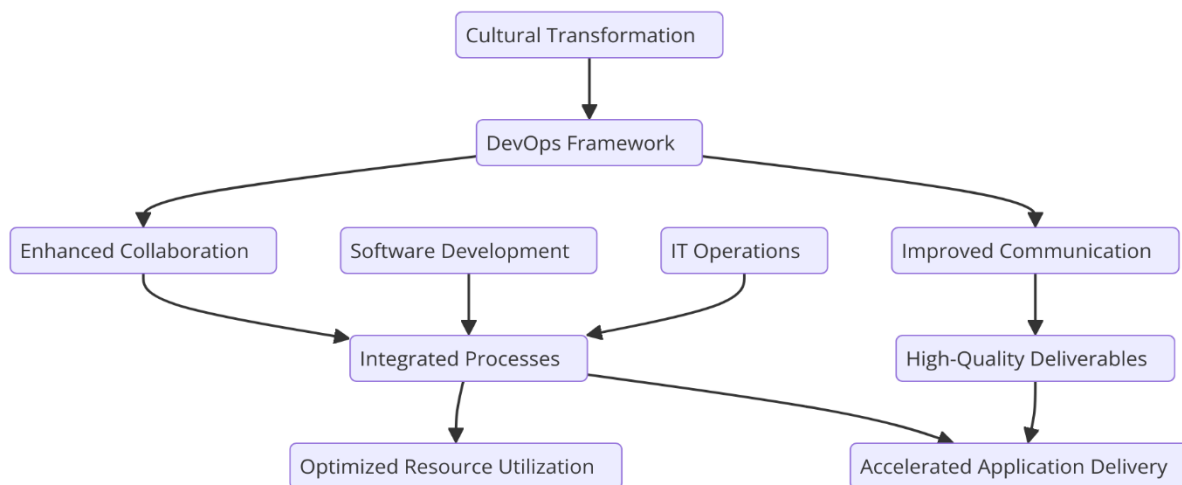 Cultural Transformation
DevOps Framework
Enhanced Collaboration
Software Development
IT Operations
Improved Communication
Integrated Processes
High-Quality Deliverables
Optimized Resource Utilization
Accelerated Application Delivery